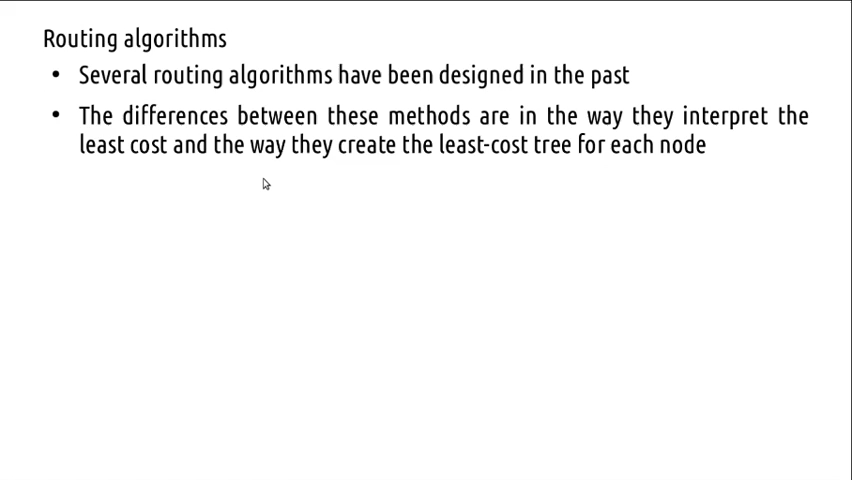 Routing algorithms
• Several routing algorithms have been designed in the past
• The differences between these methods are in the way they interpret the
least cost and the way they create the least-cost tree for each node